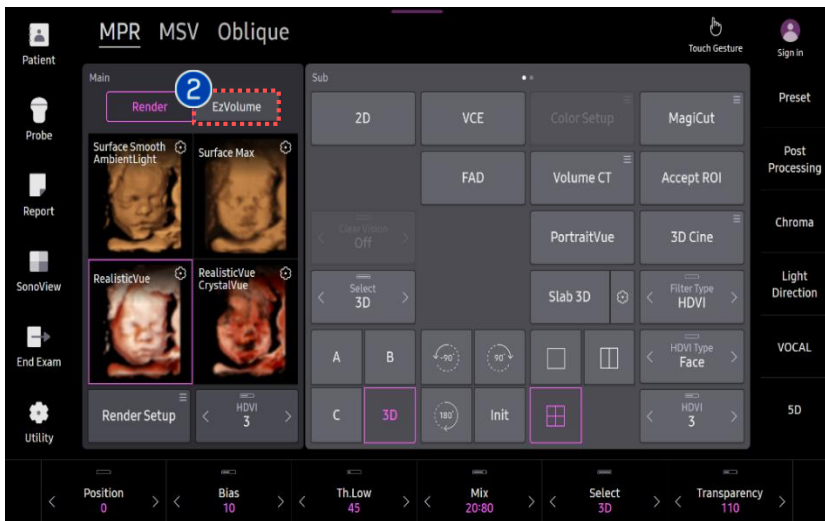 MPR MSV Oblique
Touch Gesture
Sign in
Patient
Probe
Report
SonoView
End Exam
Utility
Main
2
Render
EzVolume
Surface Smooth
AmbientLight
Surface Max
RealisticVue
RealisticVue
CrystalVue
Render Setup
HDVI
3
Sub
2D
VCE
Color Setup
MagiCut
FAD
Volume CT
Accept ROI
Clear Vision
Off
PortraitVue
3D Cine
Select
3D
Slab 3D
Filter Type
HDVI
A
B
-90°
90°
HDVI Type
Face
C
3D
180°
Init
HDVI
3
Preset
Post
Processing
Chroma
Light
Direction
VOCAL
5D
Position
0
Bias
10
Th.Low
45
Mix
20:80
Select
3D
Transparency
110